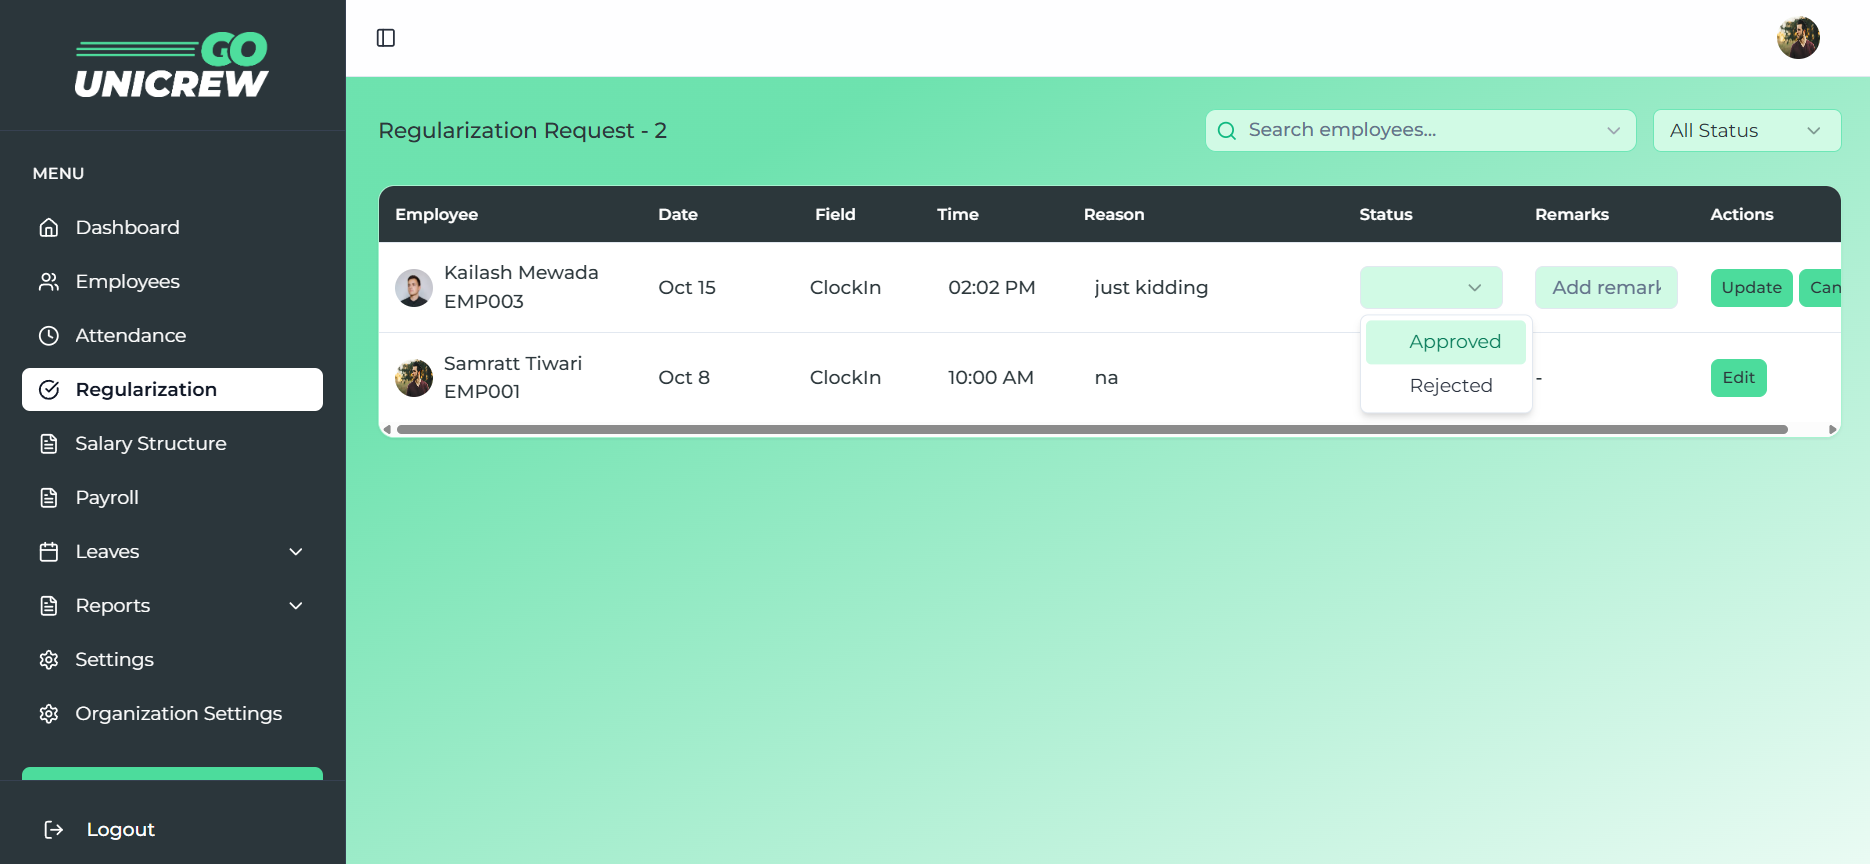 GO
UNICREW
MENU
Dashboard
Employees
Attendance
Regularization
Salary Structure
Payroll
Leaves
Reports
Settings
Organization Settings
Logout
Regularization Request - 2
Search employees...
All Status
Employee Date Field Time Reason Status Remarks Actions
Kailash Mewada
EMP003
Oct 15 ClockIn 02:02 PM just kidding Add remark Update Can
Approved
Rejected
Samratt Tiwari
EMP001
Oct 8 ClockIn 10:00 AM na - Edit